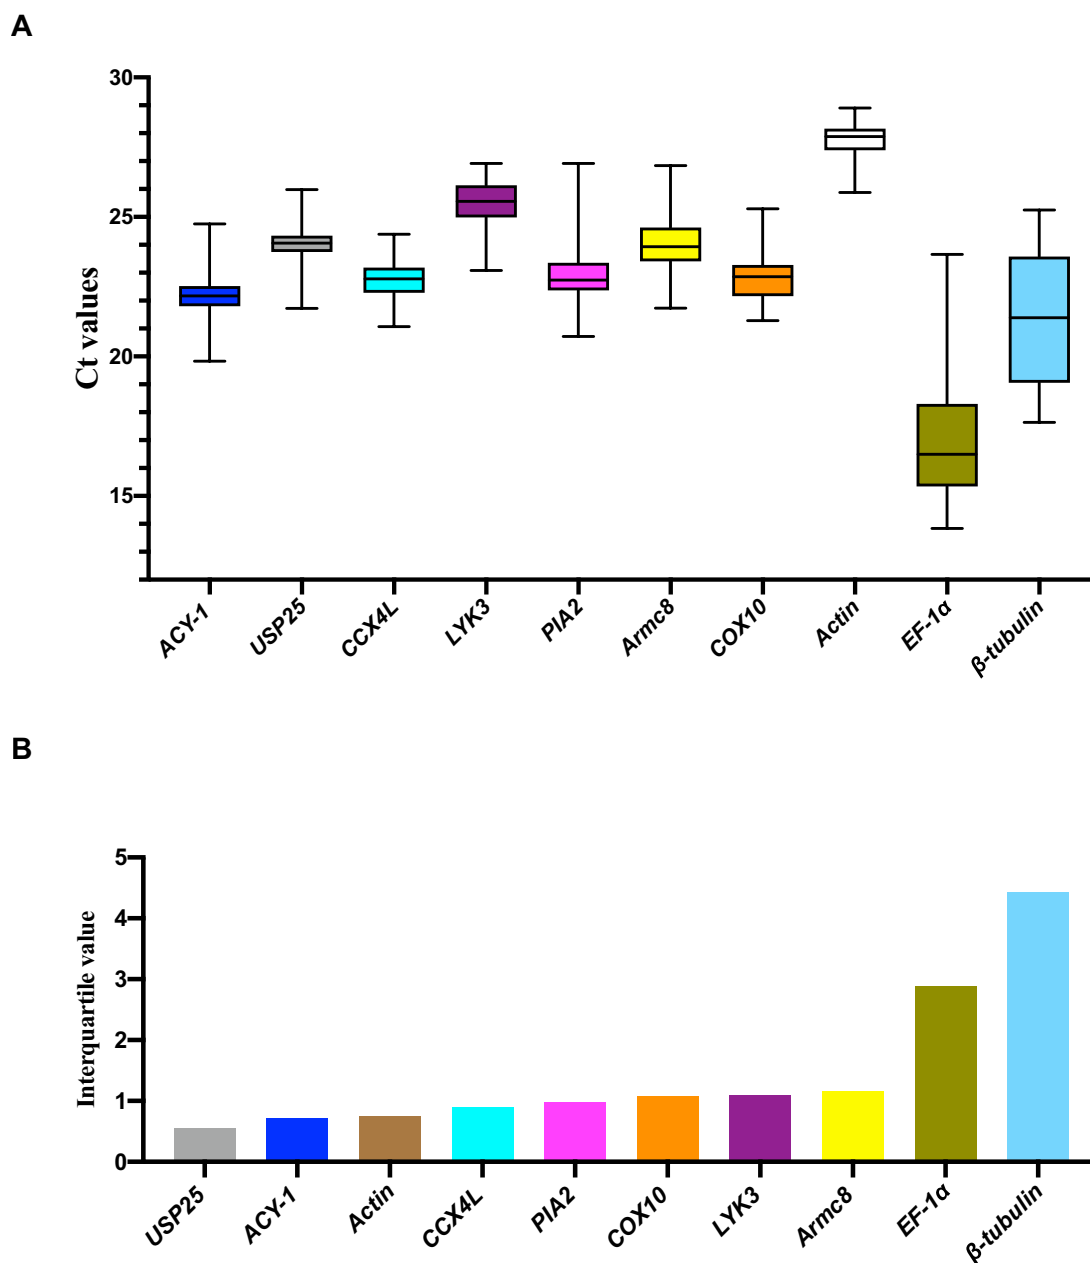 A
30
25
20
15
Ct values
ACY-1
USP25
CCX4L
LYK3
PIA2
Armc8
COX10
Actin
EF-1α
β-tubulin
B
5
4
3
2
1
0
Interquartile value
USP25
ACY-1
Actin
CCX4L
PIA2
COX10
LYK3
Armc8
EF-1α
β-tubulin